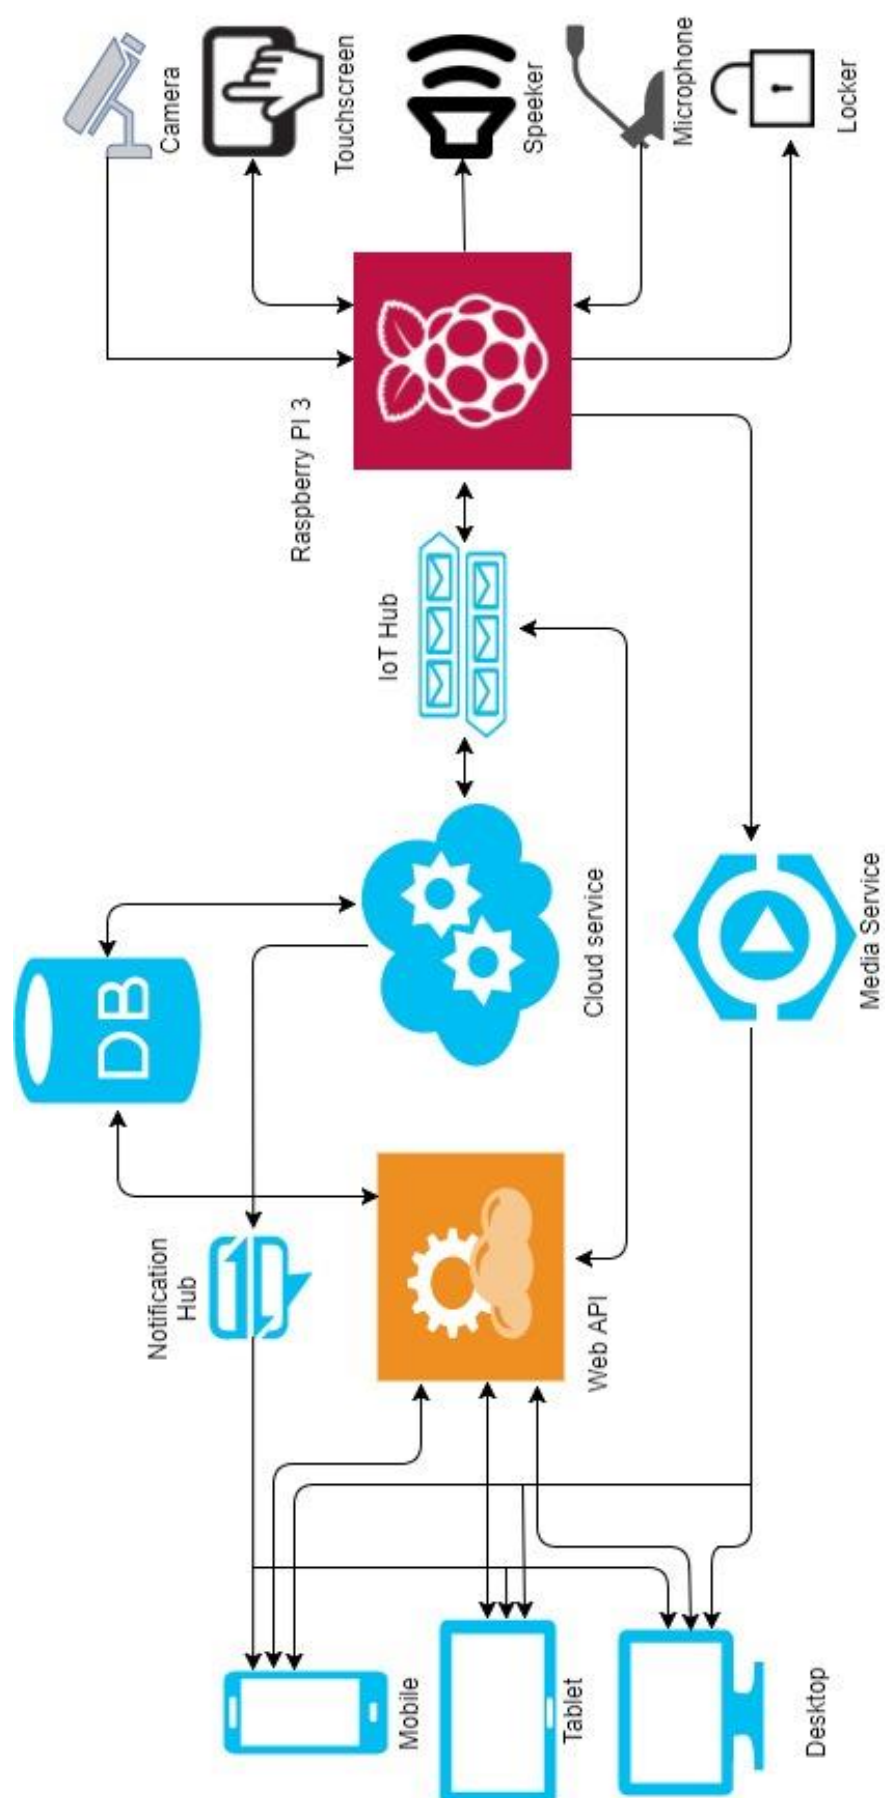 Camera
Touchscreen
Speeker
Microphone
Locker
Raspberry PI 3
IoT Hub
DB
Cloud service
Media Service
Notification
Hub
Web API
Mobile
Tablet
Desktop